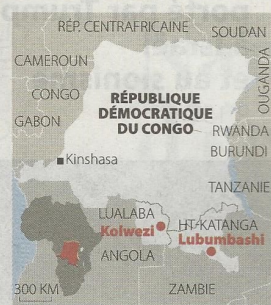 RÉP. CENTRAFRICAINE
SOUDAN
CAMEROUN
OUGANDA
CONGO
RÉPUBLIQUE
DÉMOCRATIQUE
DU CONGO
GABON
RWANDA
BURUNDI
Kinshasa
TANZANIE
LUALABA
Kolwezi
HT-KATANGA
Lubumbashi
ANGOLA
300 KM
ZAMBIE